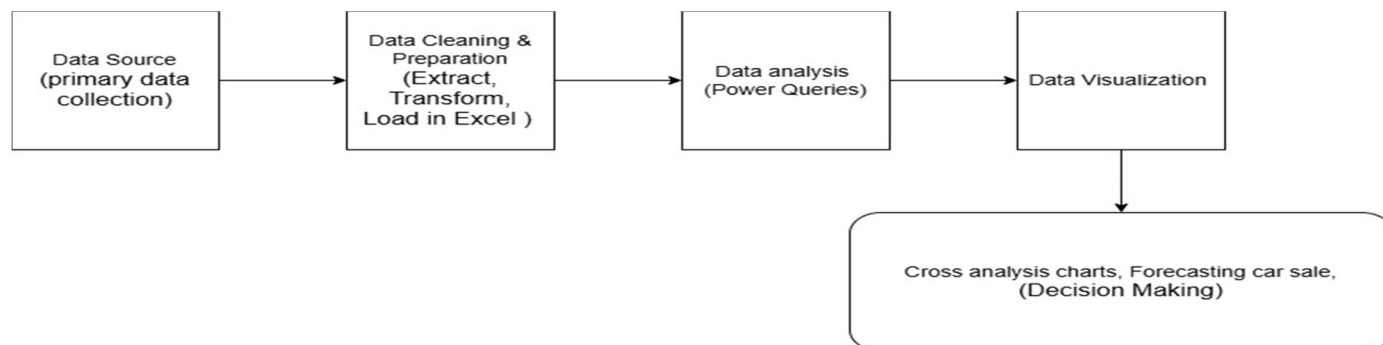 Data Source
(primary data
collection)
Data Cleaning &
Preparation
(Extract,
Transform,
Load in Excel )
Data analysis
(Power Queries)
Data Visualization
Cross analysis charts, Forecasting car sale,
(Decision Making)